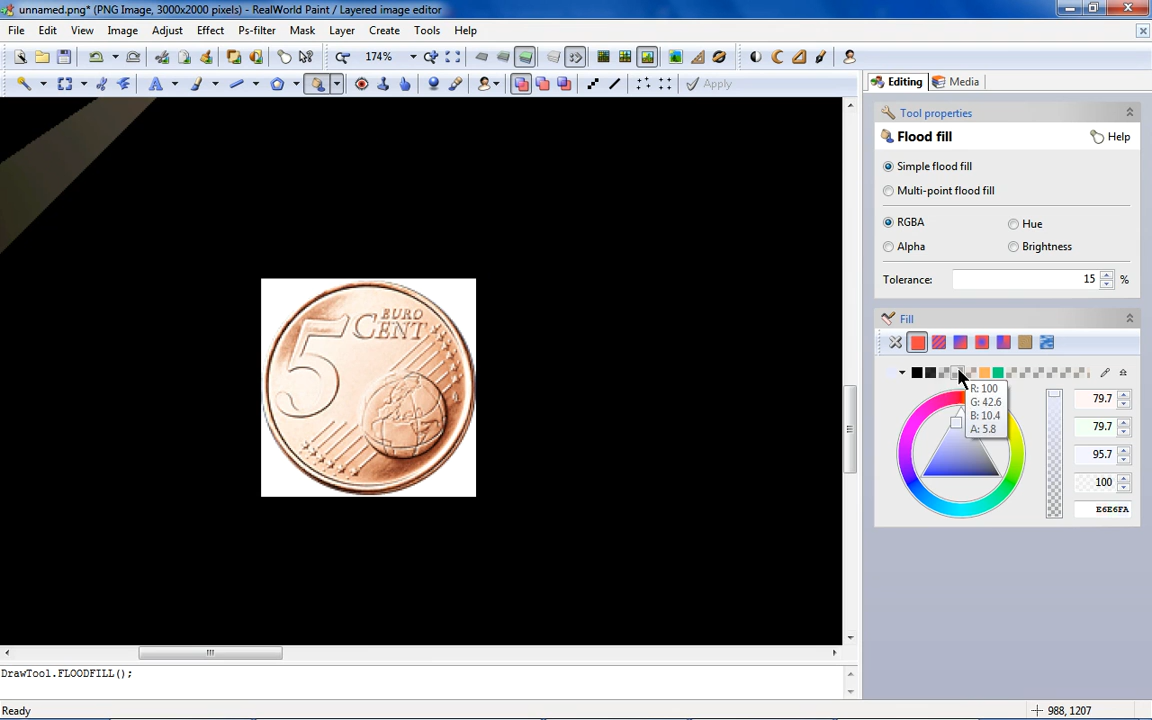 unnamed.png* (PNG Image, 3000x2000 pixels) - RealWorld Paint / Layered image editor
File Edit View Image Adjust Effect Ps-filter Mask Layer Create Tools Help
174%
Apply
Editing Media
Tool properties
Flood fill Help
Simple flood fill
Multi-point flood fill
RGBA Hue
Alpha Brightness
Tolerance: 15 %
Fill
R: 100
G: 42.6
B: 10.4
A: 5.8
79.7
79.7
95.7
100
E6E6FA
5 EURO
CENT
DrawTool.FLOODFILL();
Ready 988, 1207